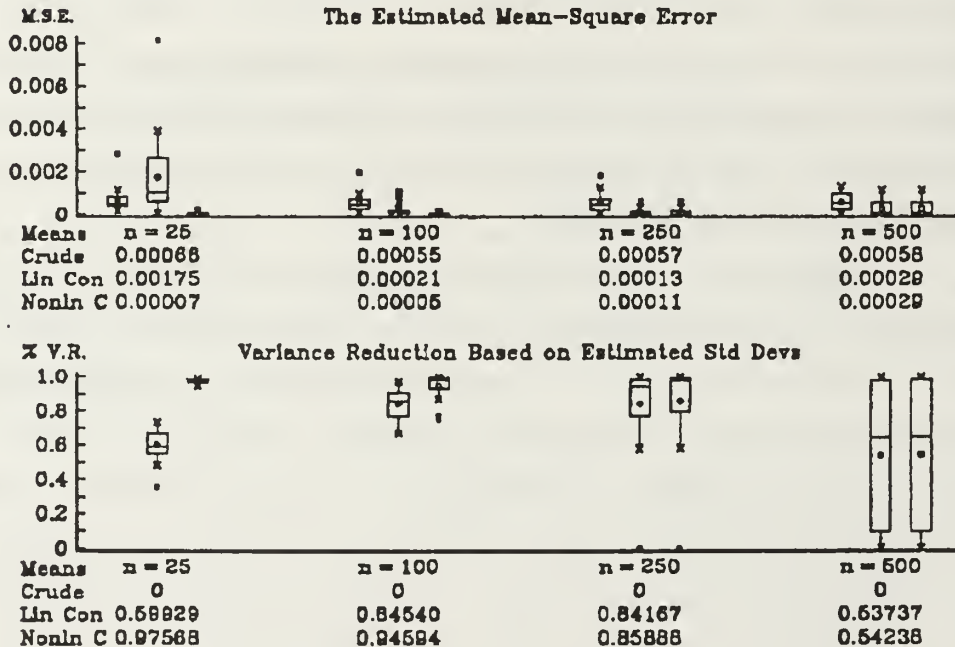 M.S.E. The Estimated Mean-Square Error
0.008
0.006
0.004
0.002
0
Means n = 25 n = 100 n = 250 n = 500
Crude 0.00066 0.00055 0.00057 0.00058
Lin Con 0.00175 0.00021 0.00013 0.00029
Nonlin C 0.00007 0.00005 0.00011 0.00029
% V.R. Variance Reduction Based on Estimated Std Devs
1.0
0.8
0.6
0.4
0.2
0
Means n = 25 n = 100 n = 250 n = 500
Crude 0 0 0 0
Lin Con 0.59929 0.84540 0.84167 0.53737
Nonlin C 0.97568 0.94594 0.85888 0.54238